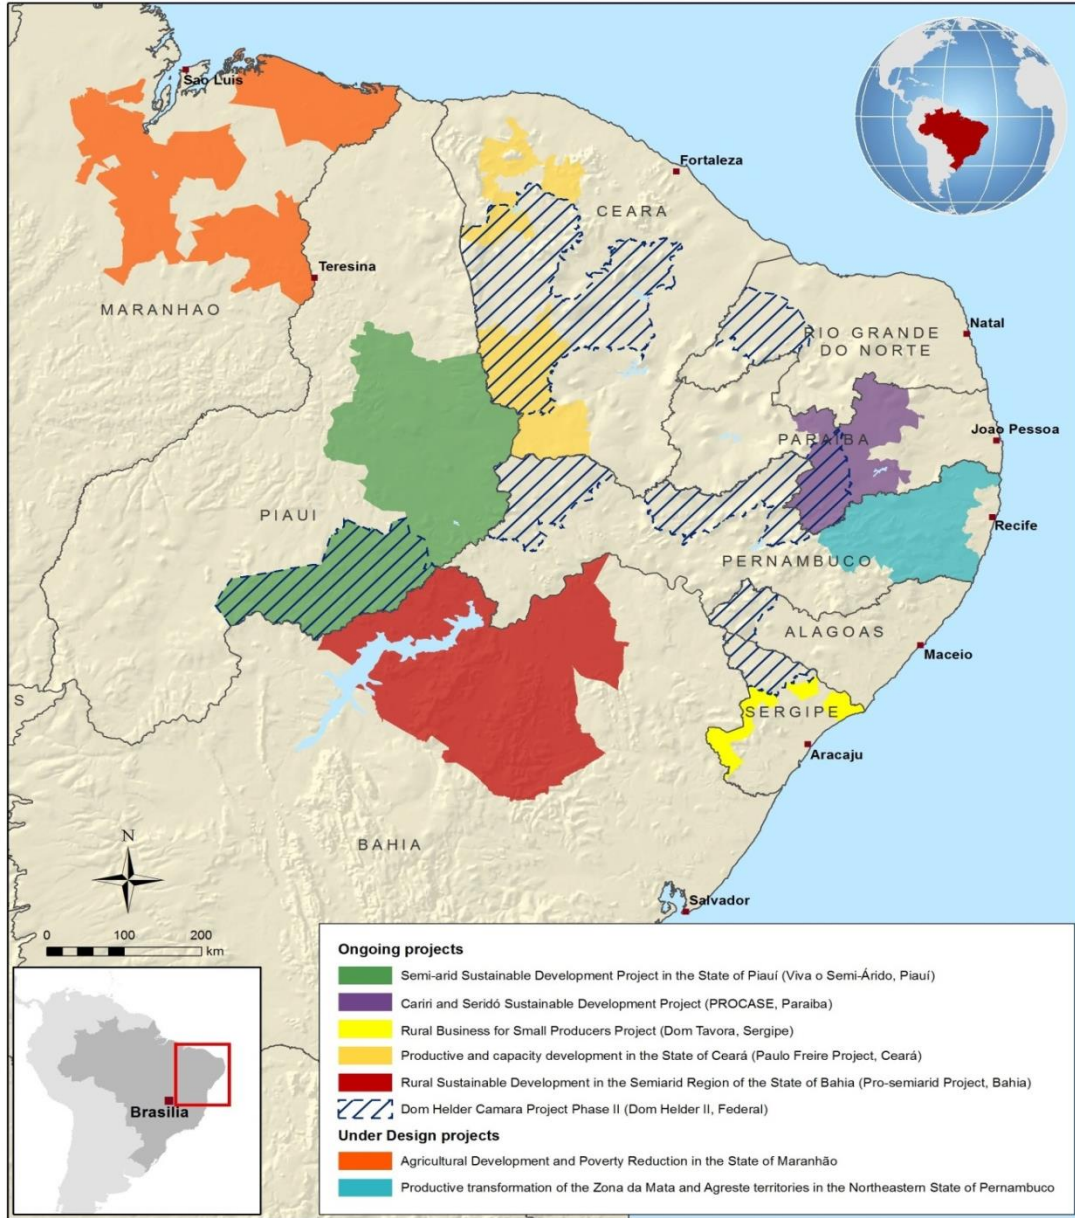 Sao Luis
Fortaleza
CEARA
Teresina
MARANHAO
RIO GRANDE
DO NORTE
Natal
PARAIBA
Joao Pessoa
PIAUI
Recife
PERNAMBUCO
ALAGOAS
Maceio
S
SERGIPE
Aracaju
BAHIA
N
Salvador
0 100 200
km
Brasilia
Ongoing projects
Semi-arid Sustainable Development Project in the State of Piauí (Viva o Semi-Árido, Piauí)
Cariri and Seridó Sustainable Development Project (PROCASE, Paraiba)
Rural Business for Small Producers Project (Dom Tavora, Sergipe)
Productive and capacity development in the State of Ceará (Paulo Freire Project, Ceará)
Rural Sustainable Development in the Semiarid Region of the State of Bahia (Pro-semiarid Project, Bahia)
Dom Helder Camara Project Phase II (Dom Helder II, Federal)
Under Design projects
Agricultural Development and Poverty Reduction in the State of Maranhão
Productive transformation of the Zona da Mata and Agreste territories in the Northeastern State of Pernambuco